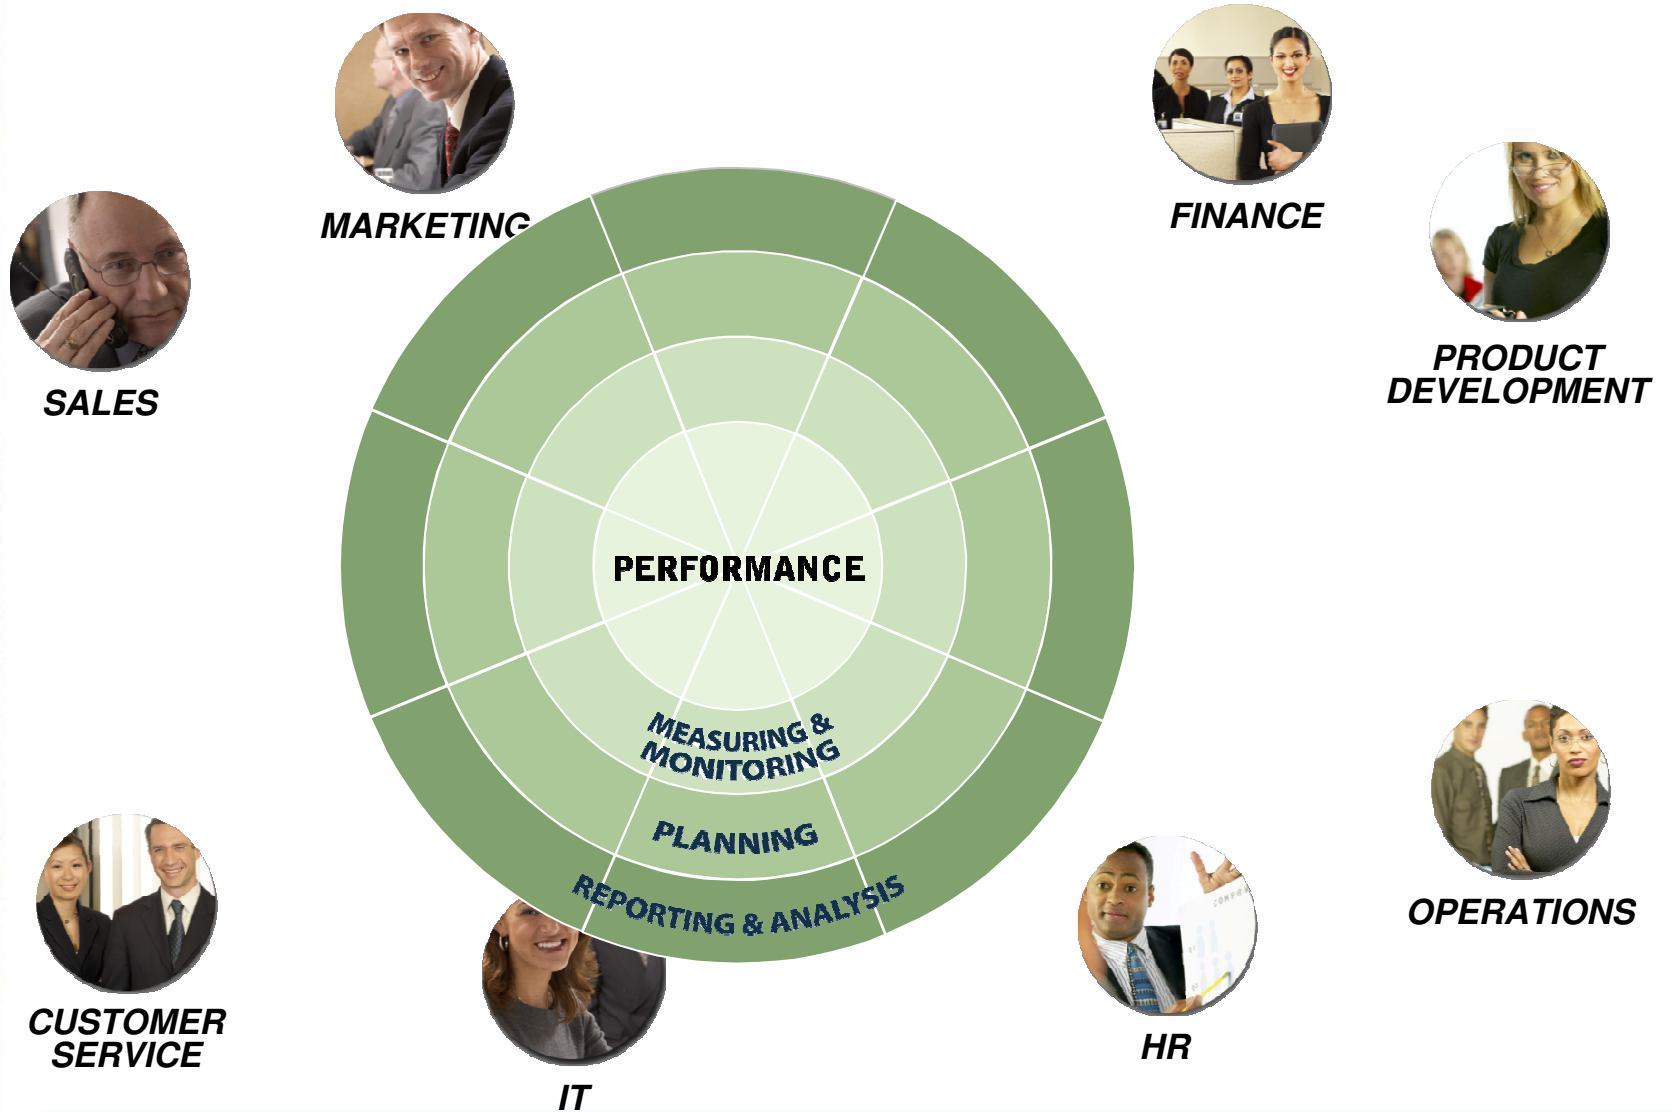 MARKETING
FINANCE
PRODUCT
DEVELOPMENT
SALES
PERFORMANCE
MEASURING &
MONITORING
PLANNING
REPORTING & ANALYSIS
OPERATIONS
CUSTOMER
SERVICE
HR
IT